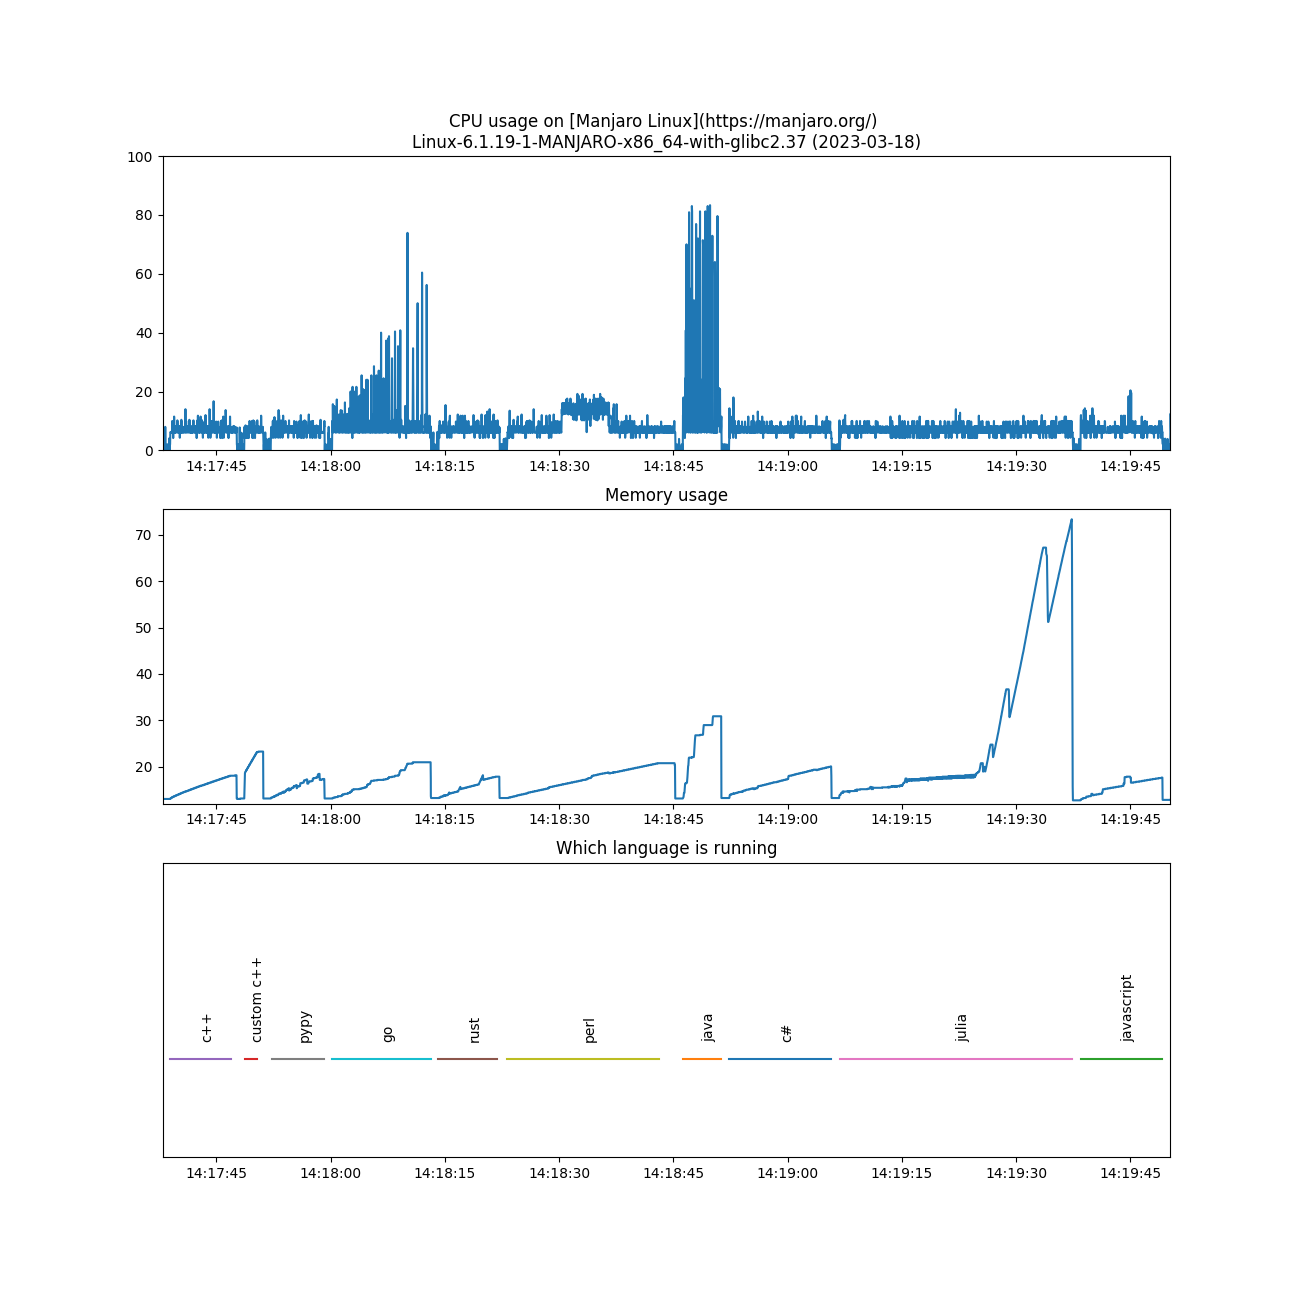 CPU usage on [Manjaro Linux](https://manjaro.org/)
Linux-6.1.19-1-MANJARO-x86_64-with-glibc2.37 (2023-03-18)
100
80
60
40
20
0
14:17:45 14:18:00 14:18:15 14:18:30 14:18:45 14:19:00 14:19:15 14:19:30 14:19:45
Memory usage
70
60
50
40
30
20
14:17:45 14:18:00 14:18:15 14:18:30 14:18:45 14:19:00 14:19:15 14:19:30 14:19:45
Which language is running
c++
custom c++
pypy
go
rust
perl
java
c#
julia
javascript
14:17:45 14:18:00 14:18:15 14:18:30 14:18:45 14:19:00 14:19:15 14:19:30 14:19:45